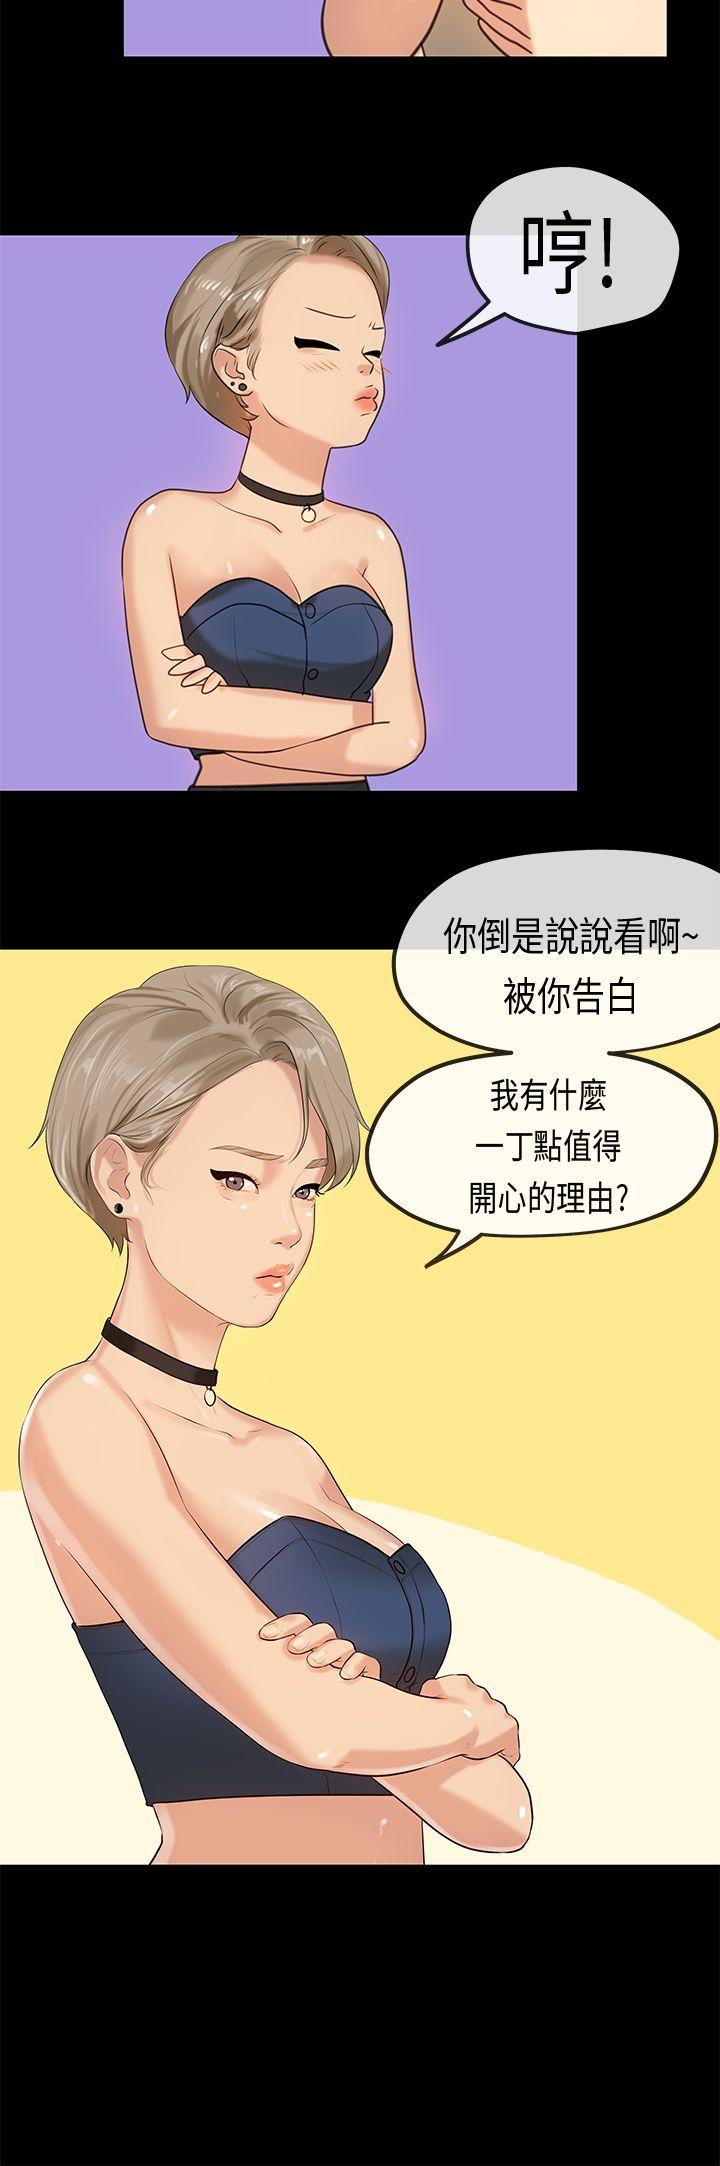 哼!
你倒是說說看啊~
被你告白
我有什麼
一丁點值得
開心的理由?